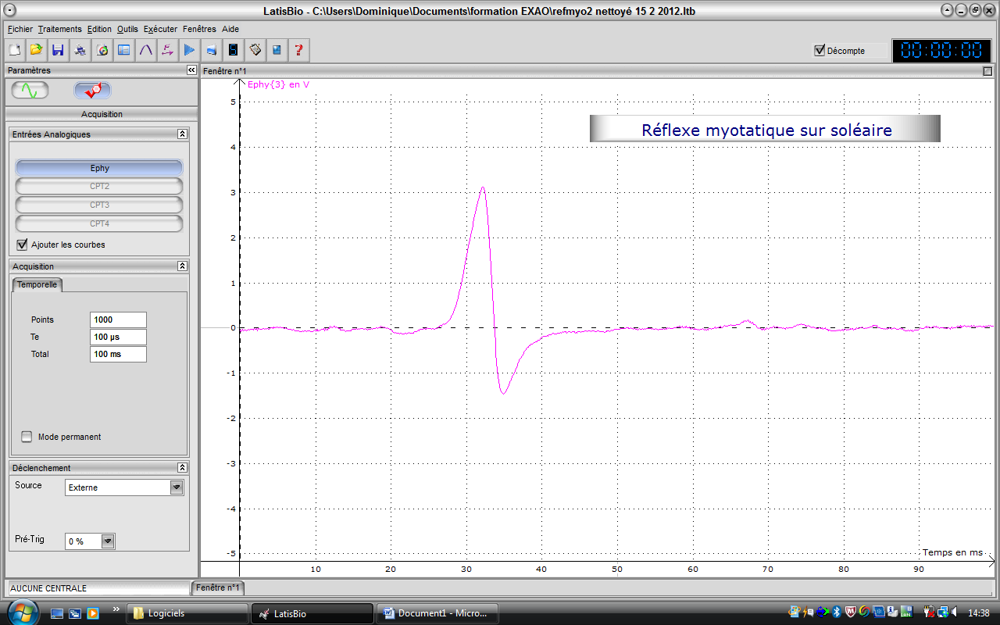 LatisBio - C:\Users\Dominique\Documents\formation EXAO\refmyo2 nettoyé 15 2 2012.ltb
Fichier Traitements Edition Outils Exécuter Fenêtres Aide
Décompte
00:00:00
Paramètres
Fenêtre n°1
Acquisition
Entrées Analogiques
Ephy
CPT2
CPT3
CPT4
Ajouter les courbes
Acquisition
Temporelle
Points 1000
Te 100 µs
Total 100 ms
Mode permanent
Déclenchement
Source Externe
Pré-Trig 0 %
Ephy{3} en V
Réflexe myotatique sur soléaire
5
4
3
2
1
0
-1
-2
-3
-4
-5
Temps en ms
10 20 30 40 50 60 70 80 90
AUCUNE CENTRALE
Fenêtre n°1
Logiciels
LatisBio
Document1 - Micro...
14:38